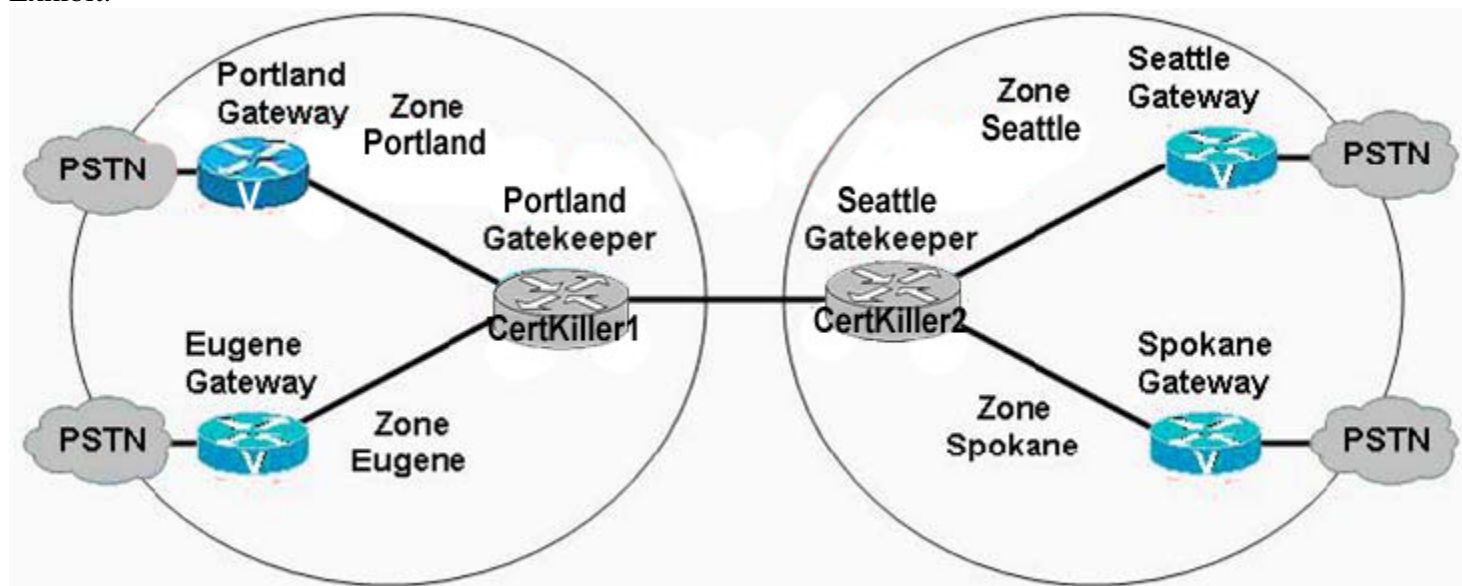 Portland
Gateway
Zone
Portland
PSTN
V
Portland
Gatekeeper
CertKiller1
Eugene
Gateway
PSTN
V
Zone
Eugene
Seattle
Gateway
Zone
Seattle
PSTN
V
Seattle
Gatekeeper
CertKiller2
Spokane
Gateway
Zone
Spokane
PSTN
V